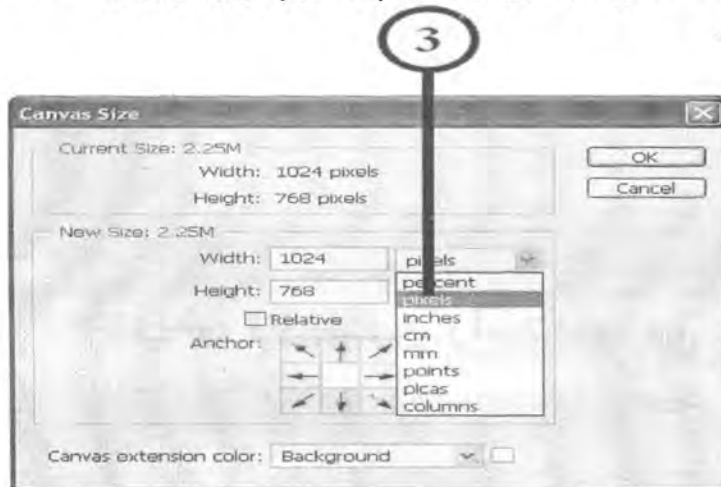 3
Canvas Size
Current Size: 2.25M
OK
Width: 1024 pixels
Cancel
Height: 768 pixels
New Size: 2.25M
Width: 1024 pixels
Height: 768
percent
pixels
inches
cm
mm
points
picas
columns
Relative
Anchor:
Canvas extension color: Background